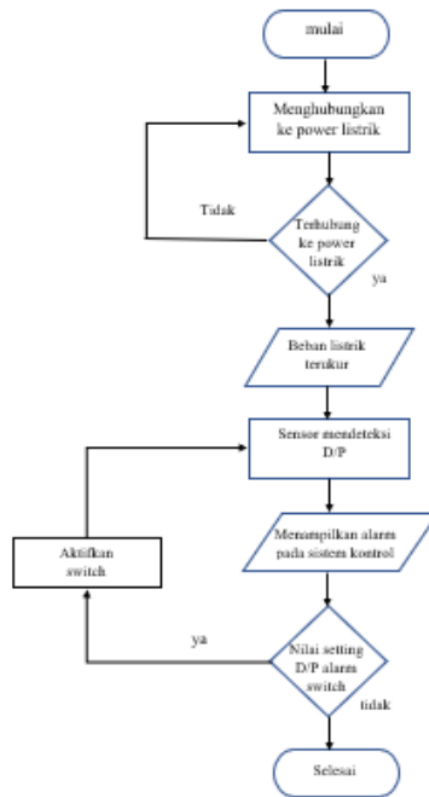 mulai
Menghubungkan
ke power listrik
Tidak
Terhubung
ke power
listrik
ya
Beban listrik
terukur
Sensor mendeteksi
D/P
Menampilkan alarm
pada sistem kontrol
Aktifkan
switch
ya
Nilai setting
D/P alarm
switch
tidak
Selesai